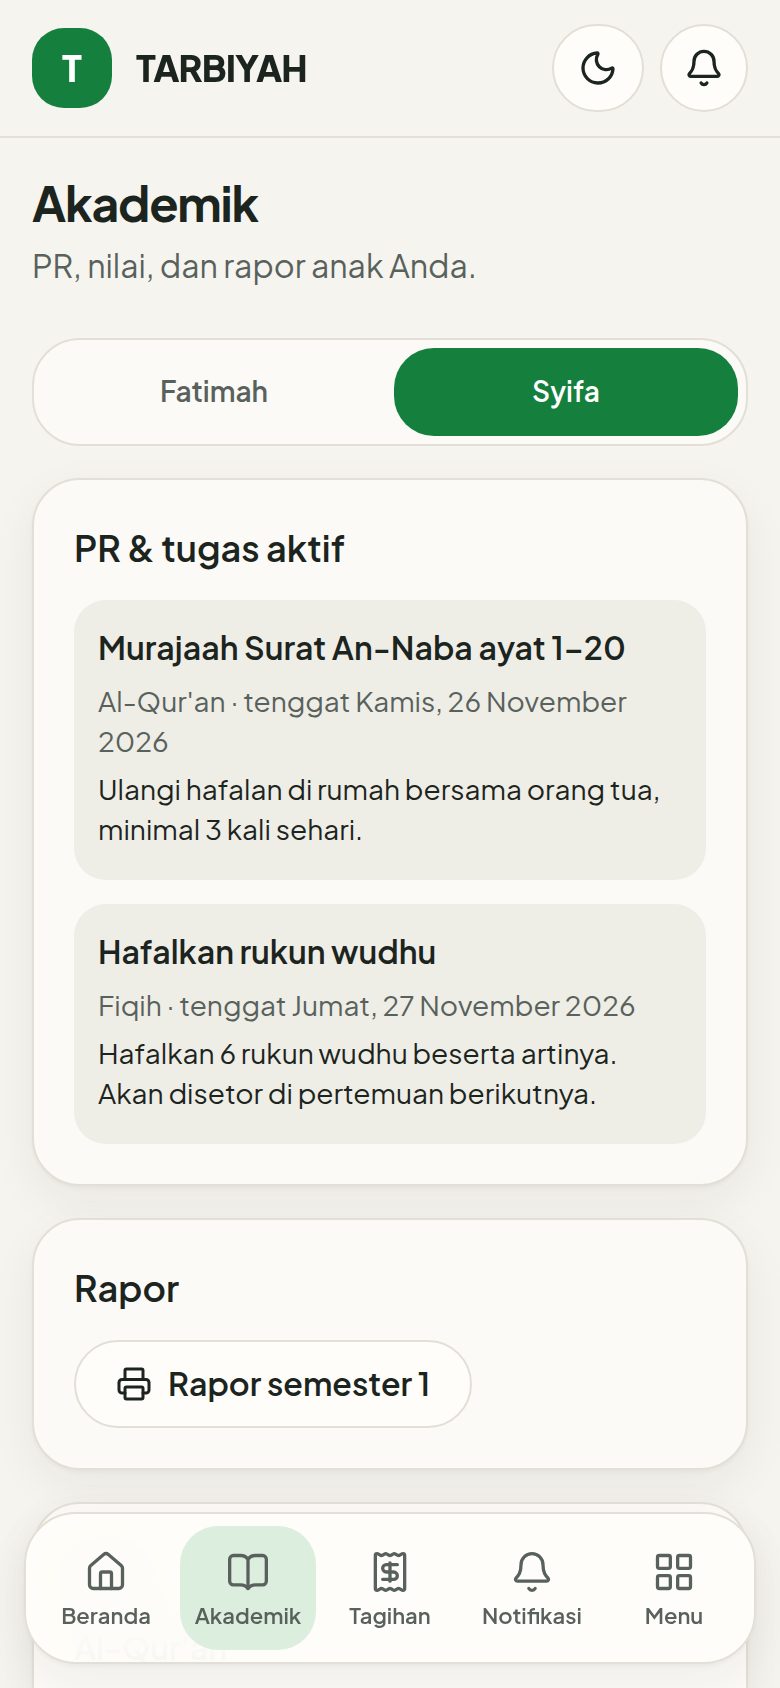 T
TARBIYAH
Akademik
PR, nilai, dan rapor anak Anda.
Fatimah
Syifa
PR & tugas aktif
Murajaah Surat An-Naba ayat 1–20
Al-Qur'an · tenggat Kamis, 26 November
2026
Ulangi hafalan di rumah bersama orang tua,
minimal 3 kali sehari.
Hafalkan rukun wudhu
Fiqih · tenggat Jumat, 27 November 2026
Hafalkan 6 rukun wudhu beserta artinya.
Akan disetor di pertemuan berikutnya.
Rapor
Rapor semester 1
Beranda
Akademik
Tagihan
Notifikasi
Menu
Al-Qur'an